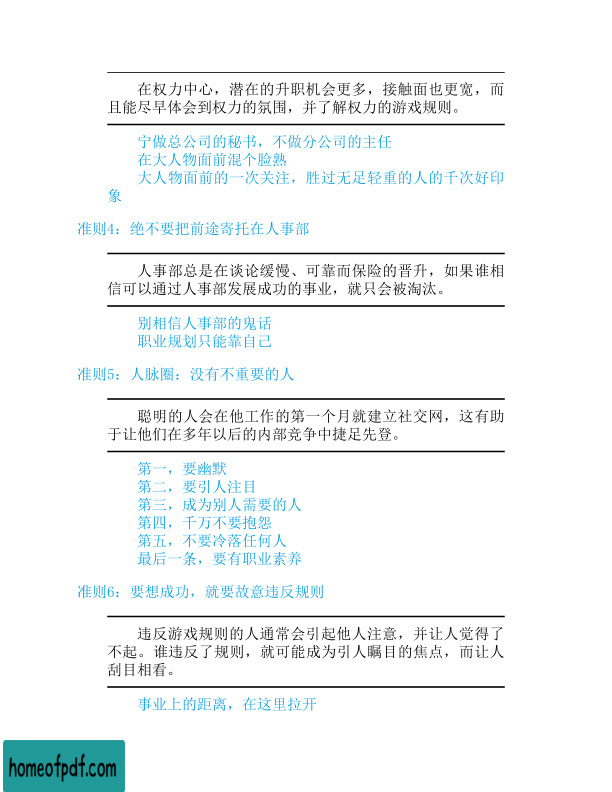 在权力中心，潜在的升职机会更多，接触面也更宽，而
且能尽早体会到权力的氛围，并了解权力的游戏规则。
宁做总公司的秘书，不做分公司的主任
在大人物面前混个脸熟
大人物面前的一次关注，胜过无足轻重的人的千次好印
象
准则4：绝不要把前途寄托在人事部
人事部总是在谈论缓慢、可靠而保险的晋升，如果谁相
信可以通过人事部发展成功的事业，就只会被淘汰。
别相信人事部的鬼话
职业规划只能靠自己
准则5：人脉圈：没有不重要的人
聪明的人会在他工作的第一个月就建立社交网，这有助
于让他们在多年以后的内部竞争中捷足先登。
第一，要幽默
第二，要引人注目
第三，成为别人需要的人
第四，千万不要抱怨
第五，不要冷落任何人
最后一条，要有职业素养
准则6：要想成功，就要故意违反规则
违反游戏规则的人通常会引起他人注意，并让人觉得了
不起。谁违反了规则，就可能成为引人瞩目的焦点，而让人
刮目相看。
事业上的距离，在这里拉开
homeofpdf.com